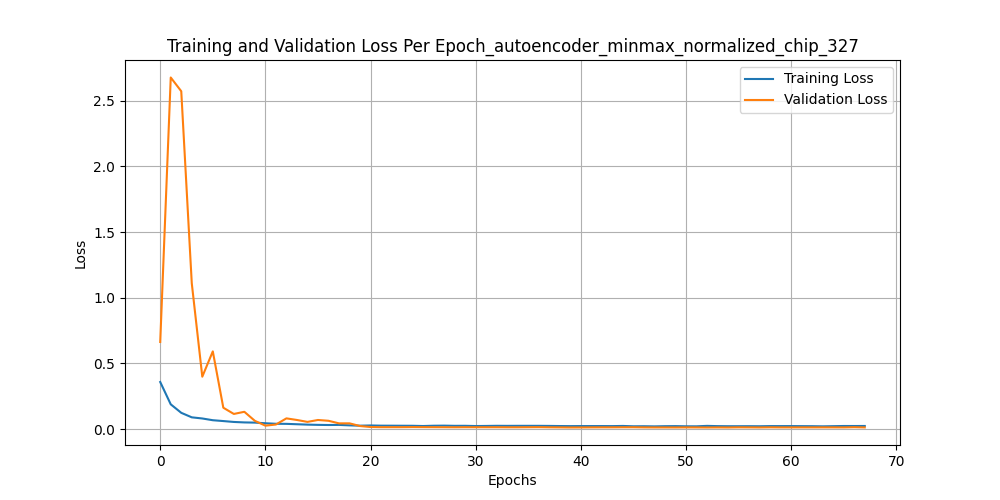 Training and Validation Loss Per Epoch_autoencoder_minmax_normalized_chip_327
Training Loss
Validation Loss
2.5
2.0
1.5
1.0
0.5
0.0
Loss
0 10 20 30 40 50 60 70
Epochs